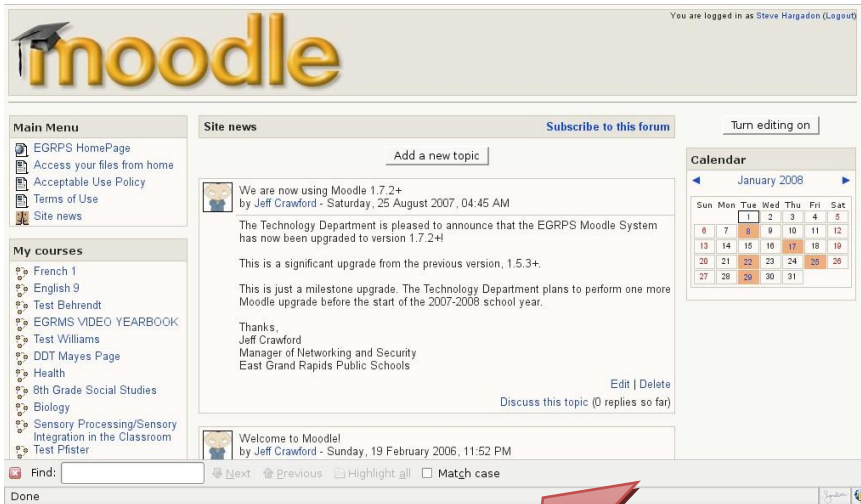 You are logged in as Steve Hargadon (Logout)
moodle
Main Menu
EGRPS HomePage
Access your files from home
Acceptable Use Policy
Terms of Use
Site news
My courses
French 1
English 9
Test Behrendt
EGRMS VIDEO YEARBOOK
Test Williams
DDT Mayes Page
Health
8th Grade Social Studies
Biology
Sensory Processing/Sensory
Integration in the Classroom
Test Pfister
Site news
Subscribe to this forum
Add a new topic
We are now using Moodle 1.7.2+
by Jeff Crawford - Saturday, 25 August 2007, 04:45 AM
The Technology Department is pleased to announce that the EGRPS Moodle System
has now been upgraded to version 1.7.2+!
This is a significant upgrade from the previous version, 1.5.3+.
This is just a milestone upgrade. The Technology Department plans to perform one more
Moodle upgrade before the start of the 2007-2008 school year.
Thanks,
Jeff Crawford
Manager of Networking and Security
East Grand Rapids Public Schools
Edit | Delete
Discuss this topic (0 replies so far)
Welcome to Moodle!
by Jeff Crawford - Sunday, 19 February 2006, 11:52 PM
Turn editing on
Calendar
January 2008
Sun Mon Tue Wed Thu Fri Sat
1 2 3 4 5
6 7 8 9 10 11 12
13 14 15 16 17 18 19
20 21 22 23 24 25 26
27 28 29 30 31
Find:
Next Previous Highlight all Match case
Done